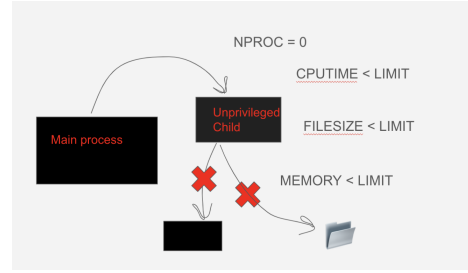 NPROC = 0
CPUTIME < LIMIT
Unprivileged
Child
FILESIZE < LIMIT
Main process
MEMORY < LIMIT